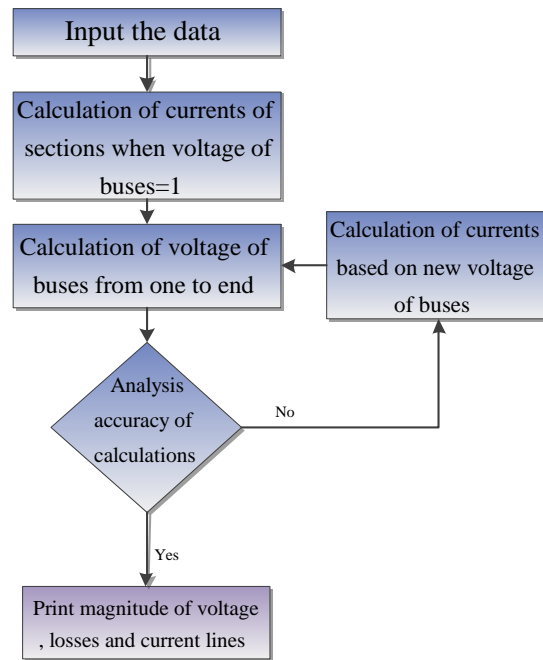 Input the data
Calculation of currents of
sections when voltage of
buses=1
Calculation of voltage of
buses from one to end
Calculation of currents
based on new voltage
of buses
Analysis
accuracy of
calculations
No
Yes
Print magnitude of voltage
, losses and current lines